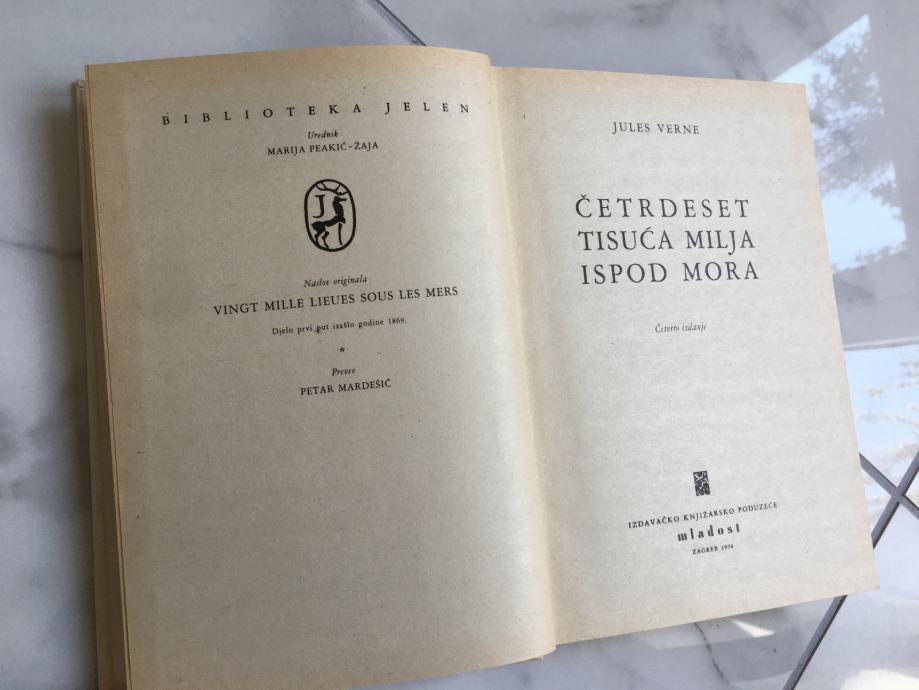 BIBLIOTEKA JELEN
Urednik
MARIJA PEAKIĆ-ŽAJA
J
Naslov originala
VINGT MILLE LIEUES SOUS LES MERS
Djelo prvi put izašlo godine 1869.
*
Preveo
PETAR MARDEŠIĆ
JULES VERNE
ČETRDESET
TISUĆA MILJA
ISPOD MORA
Četvrto izdanje
IZDAVAČKO KNJIŽARSKO PODUZEĆE
mladost
ZAGREB 1974